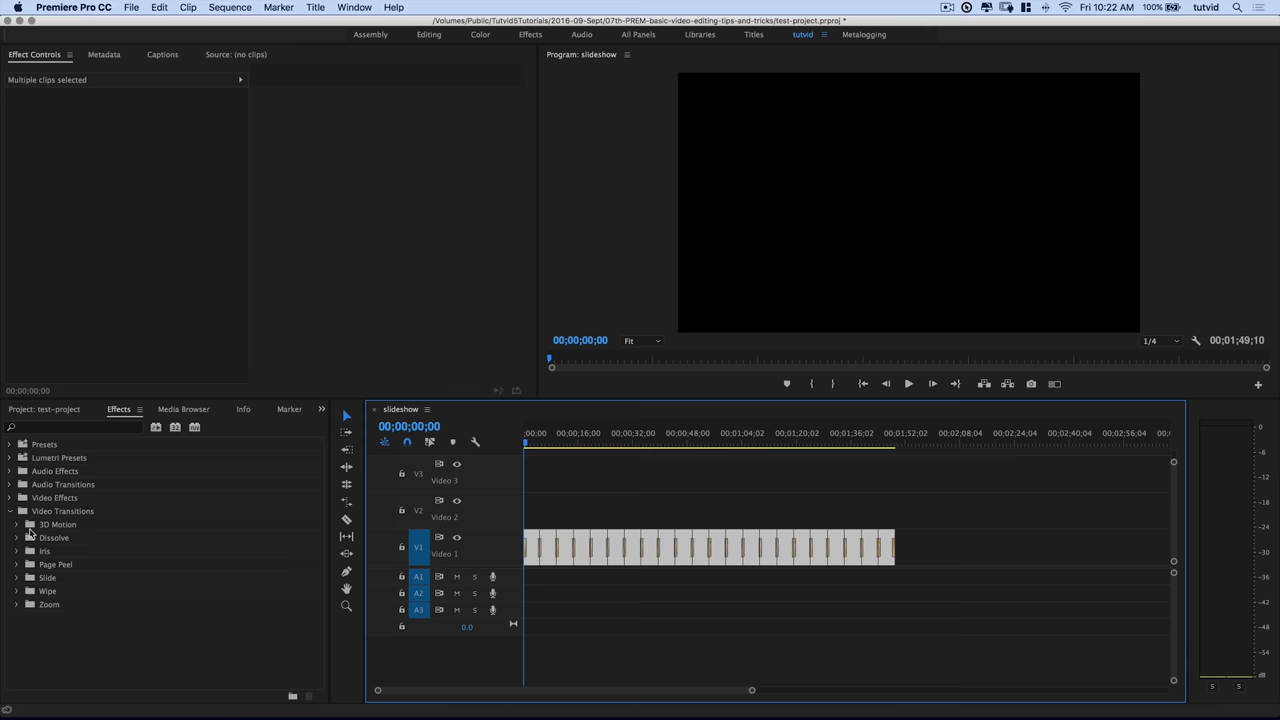 Premiere Pro CC File Edit Clip Sequence Marker Title Window Help 100% Fri 10:22 AM tutvid
/Volumes/Public/Tutvid5Tutorials/2016-09-Sept/07th-PREM-basic-video-editing-tips-and-tricks/test-project.prproj *
Assembly Editing Color Effects Audio All Panels Libraries Titles tutvid Metalogging
Effect Controls Metadata Captions Source: (no clips) Program: slideshow
Multiple clips selected
00;00;00;00 Fit 1/4 00;01;49;10
00;00;00;00
Project: test-project Effects Media Browser Info Marker slideshow
00;00;00;00
;00;00 00;00;16;00 00;00;32;00 00;00;48;00 00;01;04;02 00;01;20;02 00;01;36;02 00;01;52;02 00;02;08;04 00;02;24;04 00;02;40;04 00;02;56;04 00;
Presets
Lumetri Presets
Audio Effects
Audio Transitions
Video Effects
Video Transitions
3D Motion
Dissolve
Iris
Page Peel
Slide
Wipe
Zoom
V3 Video 3
V2 Video 2
V1 Video 1
A1 M S
A2 M S
A3 M S
0.0
0
-6
-12
-18
-24
-30
-36
-42
-48
-54
dB
S S